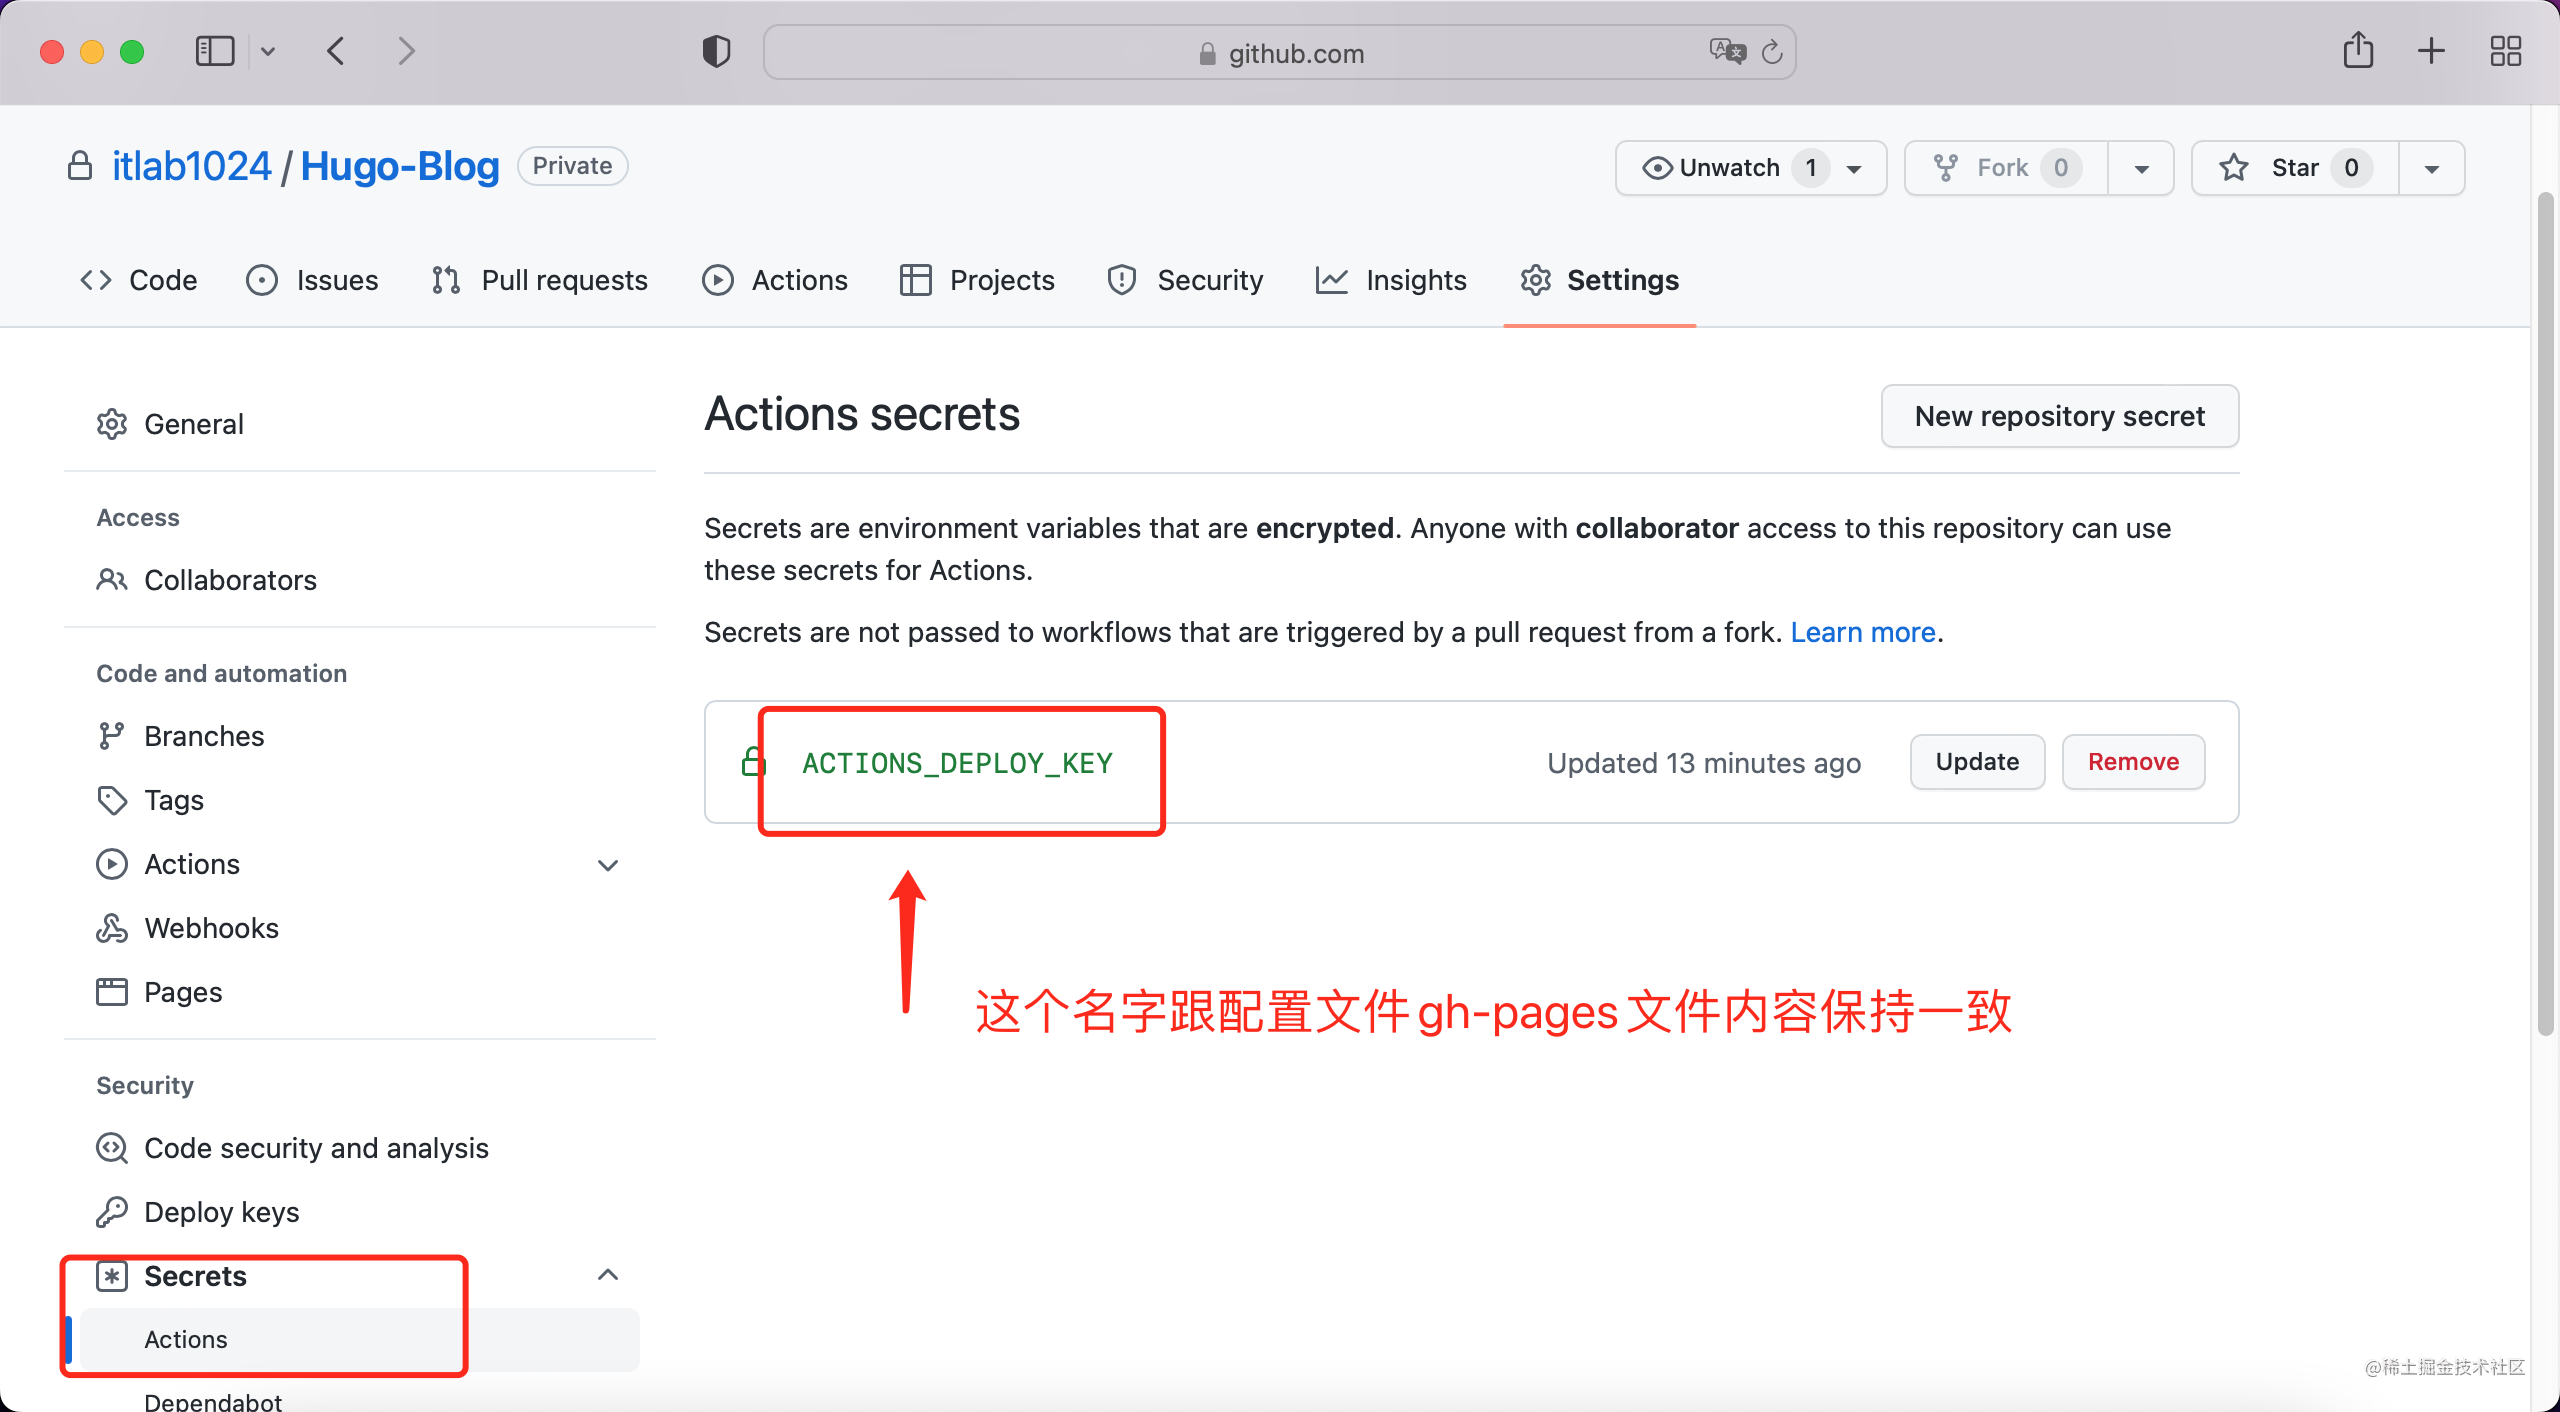 github.com
itlab1024 / Hugo-Blog Private
Unwatch 1 Fork 0 Star 0
Code Issues Pull requests Actions Projects Security Insights Settings
General
Access
Collaborators
Code and automation
Branches
Tags
Actions
Webhooks
Pages
Security
Code security and analysis
Deploy keys
Secrets
Actions
Dependabot
Actions secrets
New repository secret
Secrets are environment variables that are encrypted. Anyone with collaborator access to this repository can use
these secrets for Actions.
Secrets are not passed to workflows that are triggered by a pull request from a fork. Learn more.
ACTIONS_DEPLOY_KEY Updated 13 minutes ago Update Remove
这个名字跟配置文件gh-pages文件内容保持一致
@稀土掘金技术社区